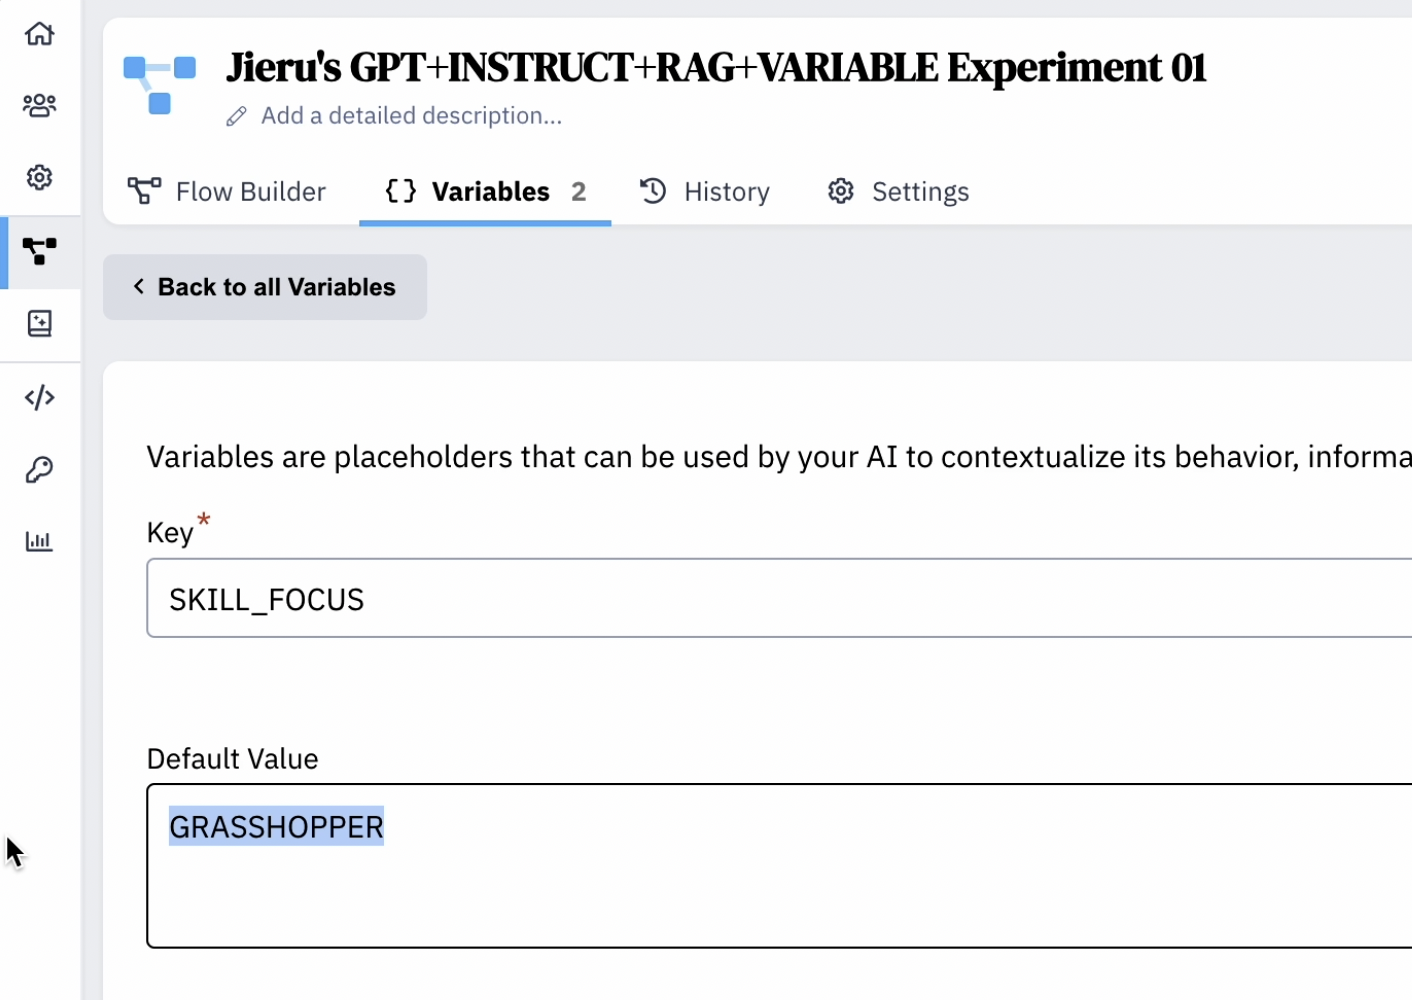 Jieru's GPT+INSTRUCT+RAG+VARIABLE Experiment 01
Add a detailed description...
Flow Builder
Variables 2
History
Settings
Back to all Variables
Variables are placeholders that can be used by your AI to contextualize its behavior, informa
Key*
SKILL_FOCUS
Default Value
GRASSHOPPER